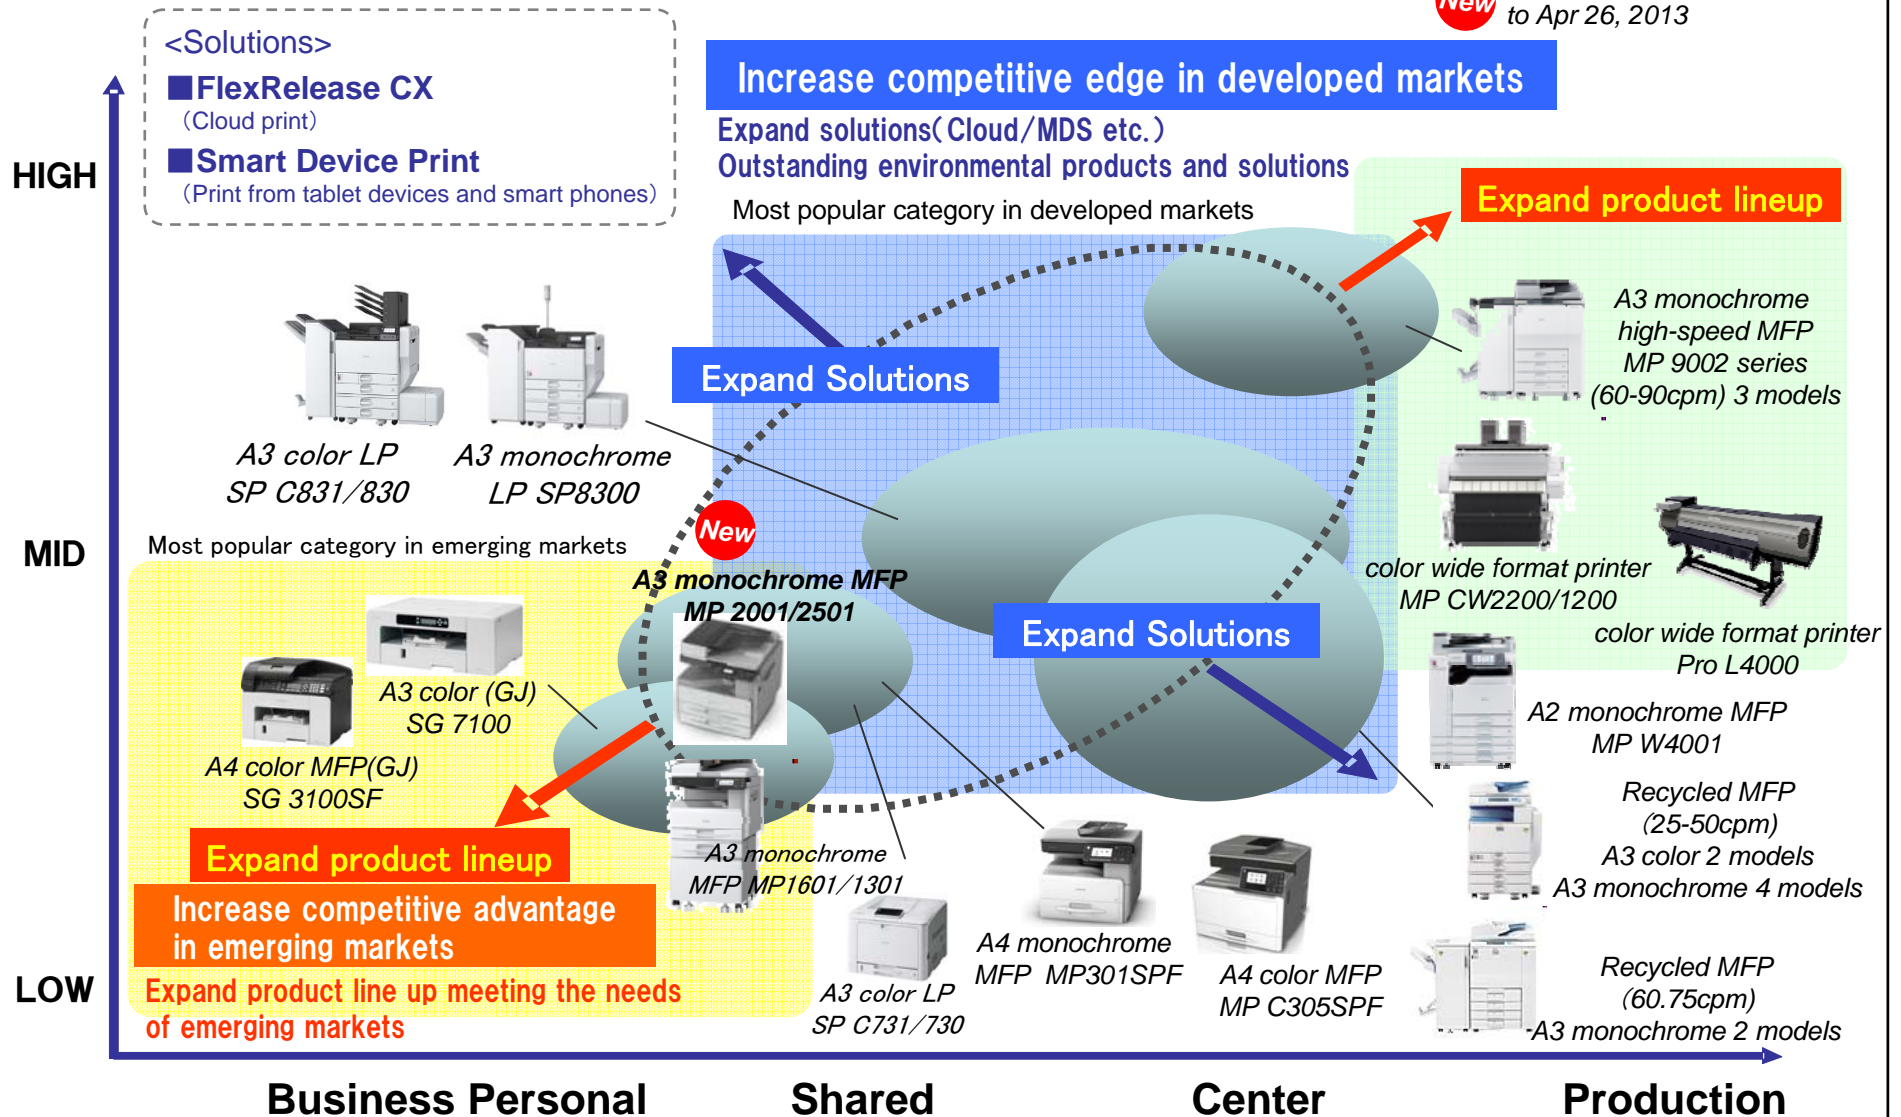 New
to Apr 26, 2013
<Solutions>
■FlexRelease CX
（Cloud print）
■Smart Device Print
（Print from tablet devices and smart phones）
Increase competitive edge in developed markets
Expand solutions(Cloud/MDS etc.)
Outstanding environmental products and solutions
Most popular category in developed markets
Expand product lineup
HIGH
MID
LOW
Expand Solutions
A3 monochrome
high-speed MFP
MP 9002 series
(60-90cpm) 3 models
A3 color LP
SP C831/830
A3 monochrome
LP SP8300
Most popular category in emerging markets
New
A3 monochrome MFP
MP 2001/2501
color wide format printer
MP CW2200/1200
color wide format printer
Pro L4000
Expand Solutions
A3 color (GJ)
SG 7100
A4 color MFP(GJ)
SG 3100SF
A2 monochrome MFP
MP W4001
Recycled MFP
(25-50cpm)
A3 color 2 models
A3 monochrome 4 models
Expand product lineup
A3 monochrome
MFP MP1601/1301
Increase competitive advantage
in emerging markets
Expand product line up meeting the needs
of emerging markets
A3 color LP
SP C731/730
A4 monochrome
MFP MP301SPF
A4 color MFP
MP C305SPF
Recycled MFP
(60.75cpm)
A3 monochrome 2 models
Business Personal
Shared
Center
Production